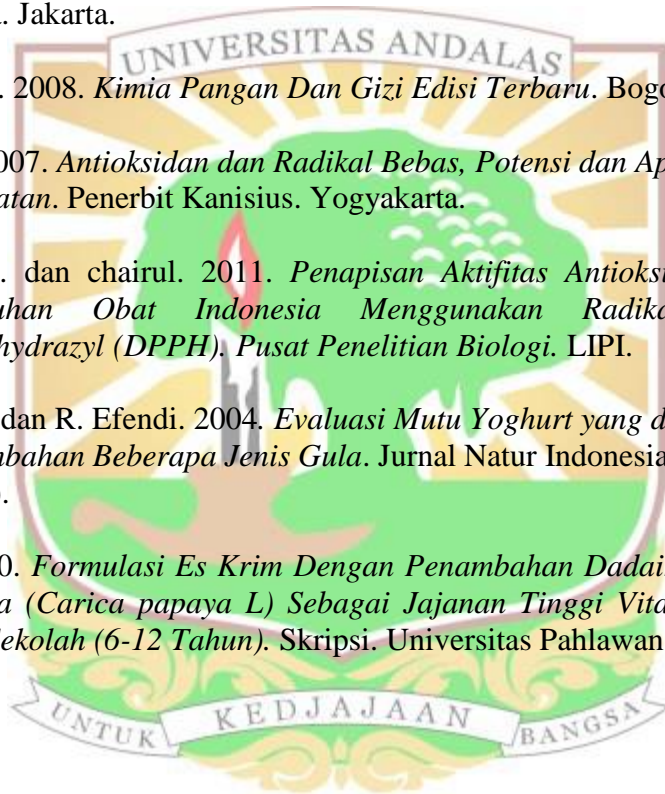 . Jakarta.
UNIVERSITAS ANDALAS
. 2008. Kimia Pangan Dan Gizi Edisi Terbaru. Bogo
007. Antioksidan dan Radikal Bebas, Potensi dan Ap
atan. Penerbit Kanisius. Yogyakarta.
. dan chairul. 2011. Penapisan Aktifitas Antioksi
uhan Obat Indonesia Menggunakan Radika
hydrazyl (DPPH). Pusat Penelitian Biologi. LIPI.
dan R. Efendi. 2004. Evaluasi Mutu Yoghurt yang d
nbahan Beberapa Jenis Gula. Jurnal Natur Indonesia
.
0. Formulasi Es Krim Dengan Penambahan Dadai
a (Carica papaya L) Sebagai Jajanan Tinggi Vita
Sekolah (6-12 Tahun). Skripsi. Universitas Pahlawan
UNTUK KEDJAJAAN BANGSA